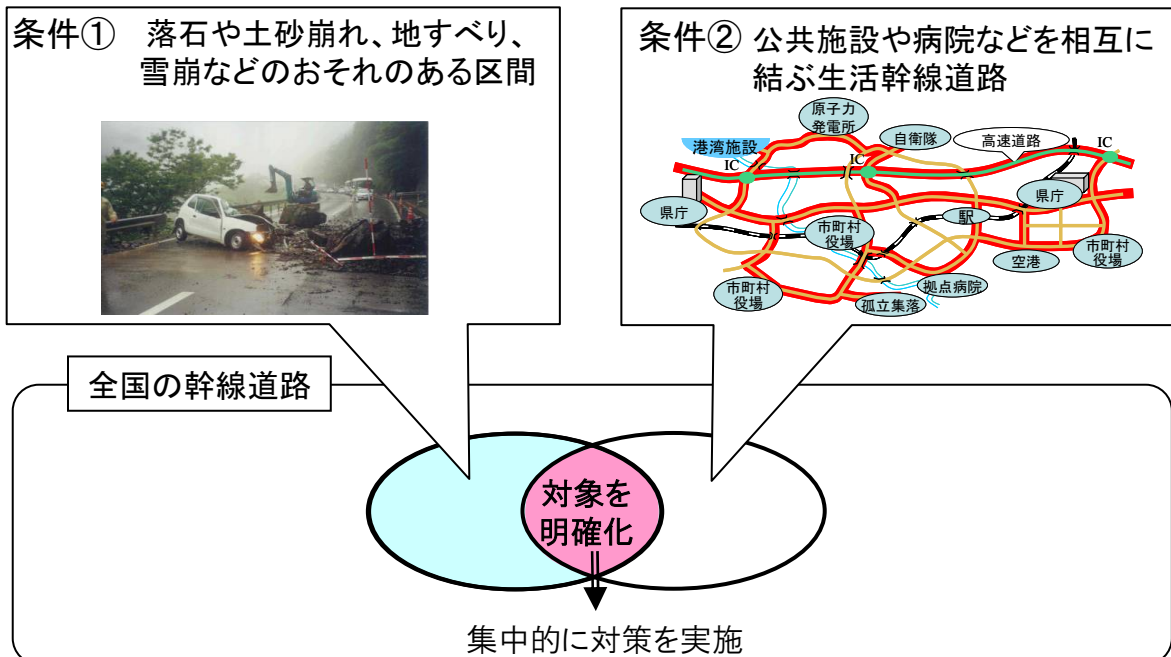 条件① 落石や土砂崩れ、地すべり、
雪崩などのおそれのある区間
条件② 公共施設や病院などを相互に
結ぶ生活幹線道路
原子力
発電所
自衛隊
高速道路
港湾施設
IC
IC
IC
県庁
県庁
駅
市町村
役場
空港
市町村
役場
市町村
役場
拠点病院
孤立集落
全国の幹線道路
対象を
明確化
集中的に対策を実施